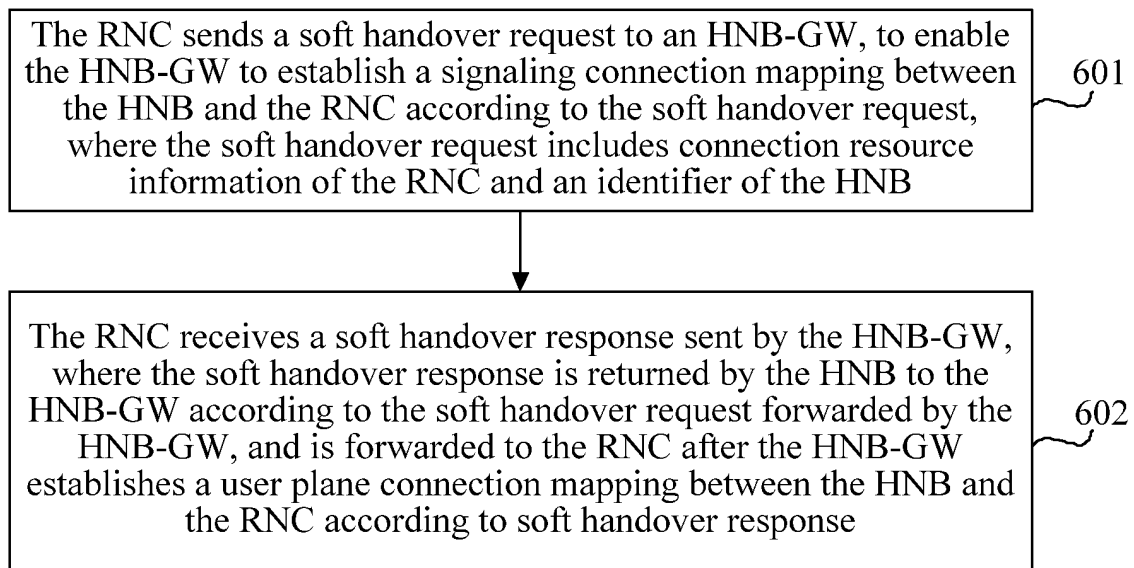 The RNC sends a soft handover request to an HNB-GW, to enable
the HNB-GW to establish a signaling connection mapping between
the HNB and the RNC according to the soft handover request,
where the soft handover request includes connection resource
information of the RNC and an identifier of the HNB
601
The RNC receives a soft handover response sent by the HNB-GW,
where the soft handover response is returned by the HNB to the
HNB-GW according to the soft handover request forwarded by the
HNB-GW, and is forwarded to the RNC after the HNB-GW
establishes a user plane connection mapping between the HNB and
the RNC according to soft handover response
602